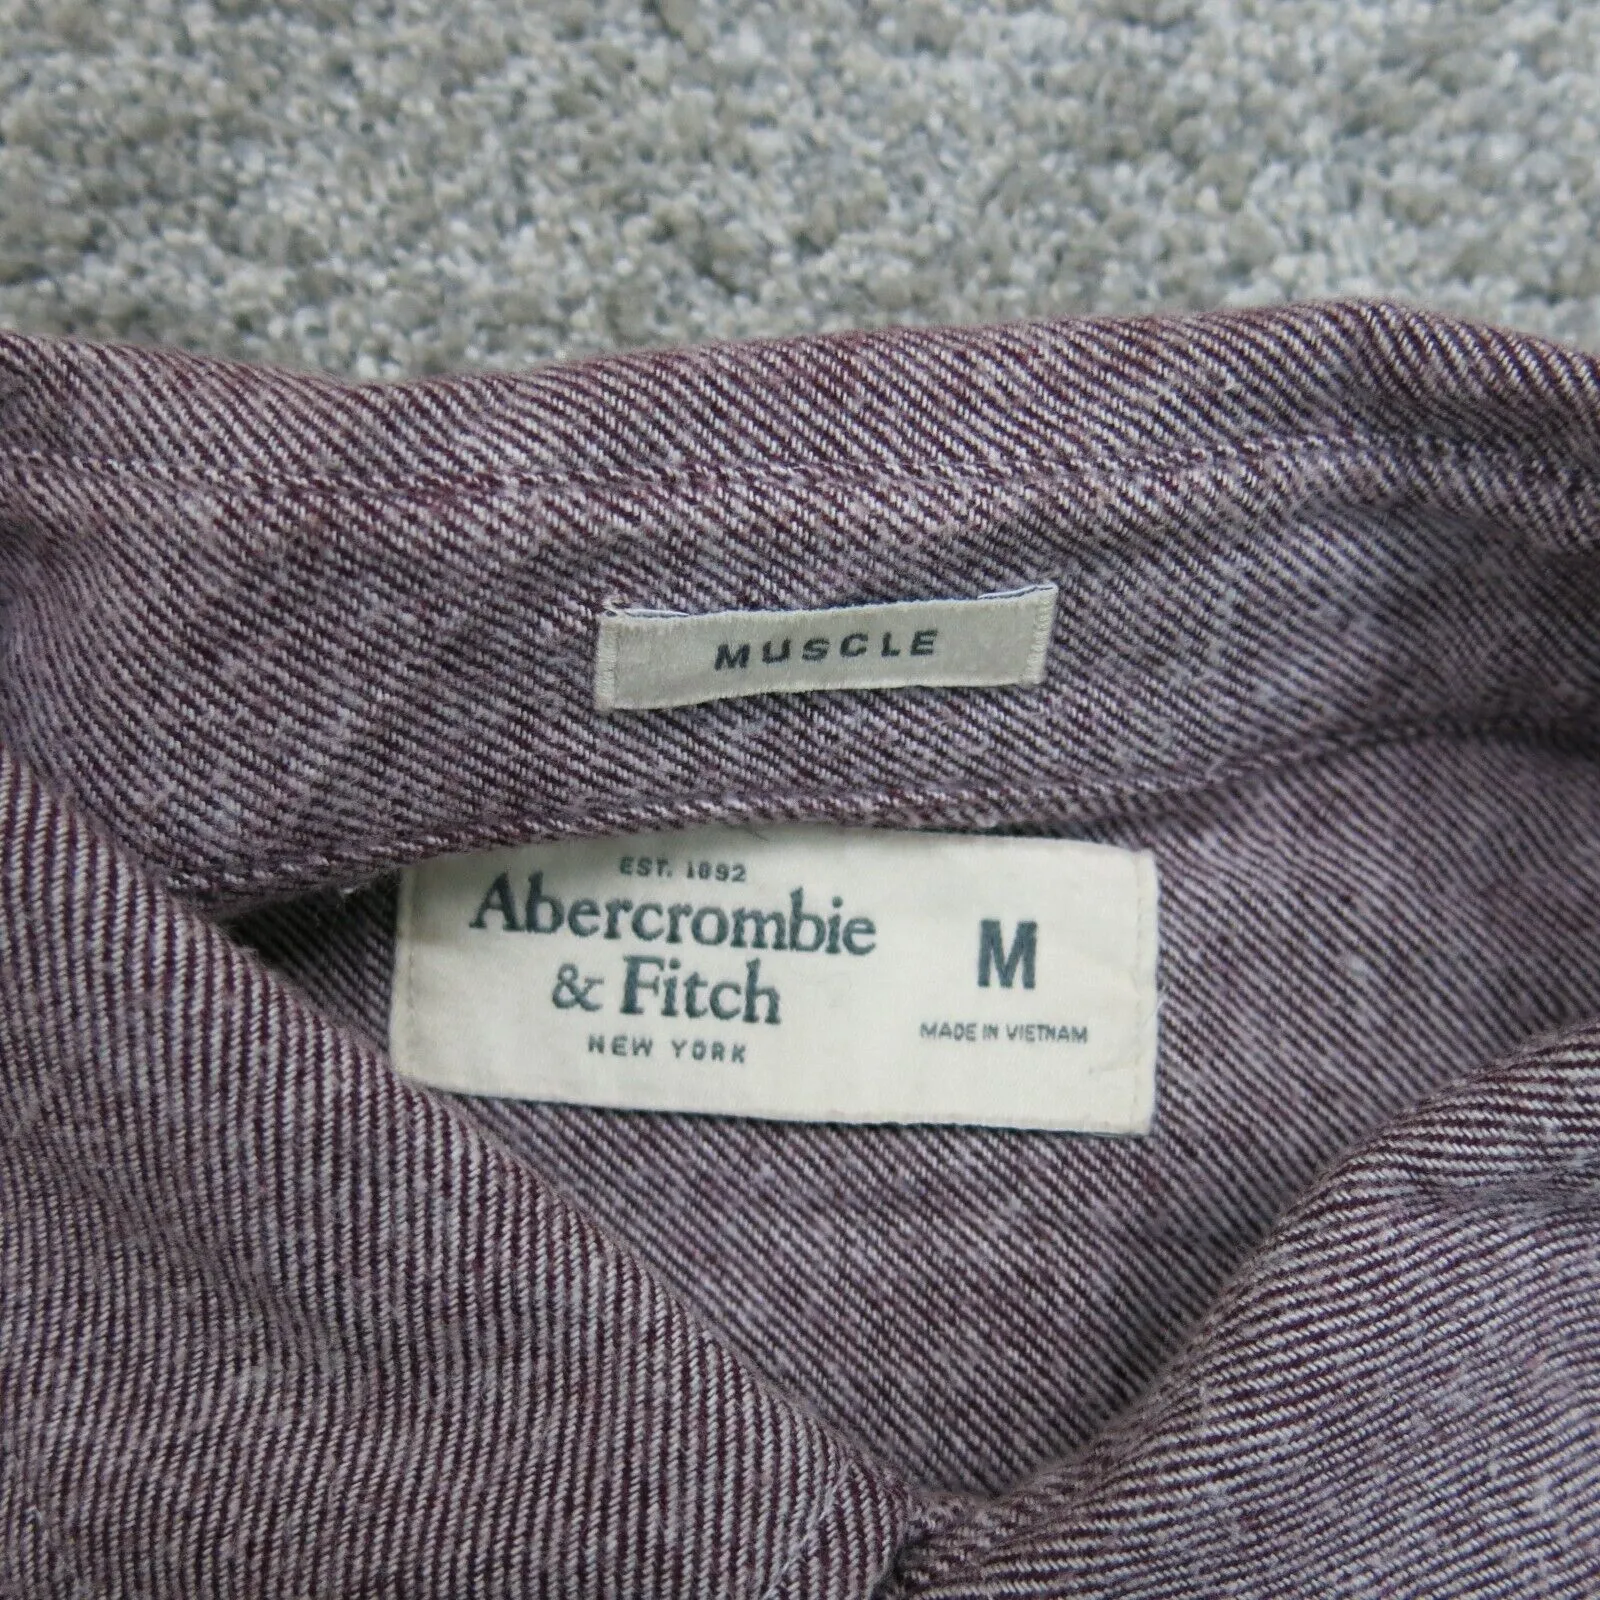 MUSCLE
EST. 1892
Abercrombie
& Fitch
NEW YORK
M
MADE IN VIETNAM